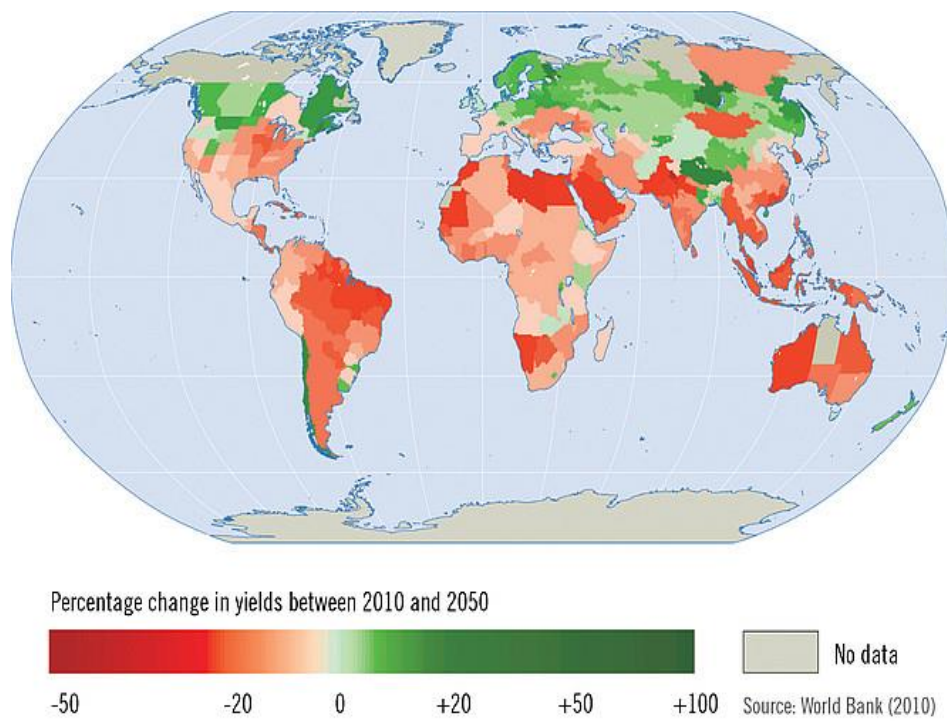 Percentage change in yields between 2010 and 2050
-50 -20 0 +20 +50 +100
No data
Source: World Bank (2010)